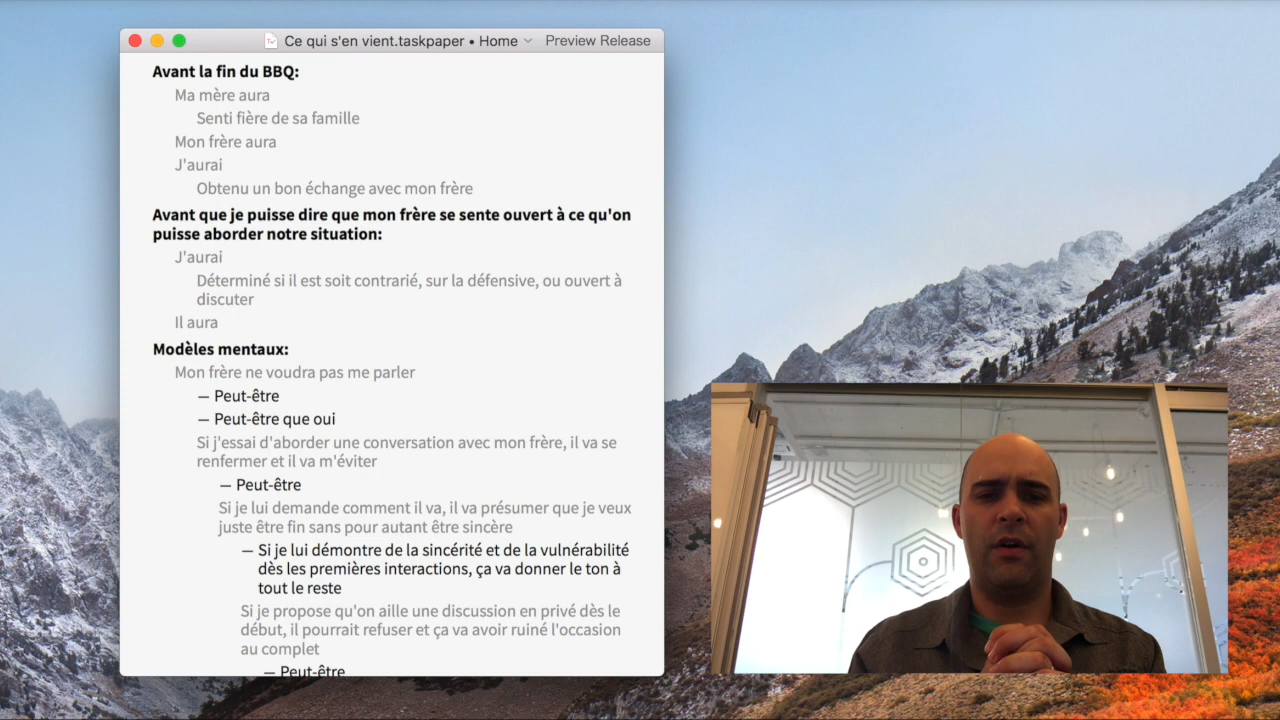 Ce qui s'en vient.taskpaper • Home Preview Release
Avant la fin du BBQ:
Ma mère aura
Senti fière de sa famille
Mon frère aura
J'aurai
Obtenu un bon échange avec mon frère
Avant que je puisse dire que mon frère se sente ouvert à ce qu'on
puisse aborder notre situation:
J'aurai
Déterminé si il est soit contrarié, sur la défensive, ou ouvert à
discuter
Il aura
Modèles mentaux:
Mon frère ne voudra pas me parler
– Peut-être
– Peut-être que oui
Si j'essai d'aborder une conversation avec mon frère, il va se
renfermer et il va m'éviter
– Peut-être
Si je lui demande comment il va, il va présumer que je veux
juste être fin sans pour autant être sincère
– Si je lui démontre de la sincérité et de la vulnérabilité
dès les premières interactions, ça va donner le ton à
tout le reste
Si je propose qu'on aille une discussion en privé dès le
début, il pourrait refuser et ça va avoir ruiné l'occasion
au complet
– Peut-être